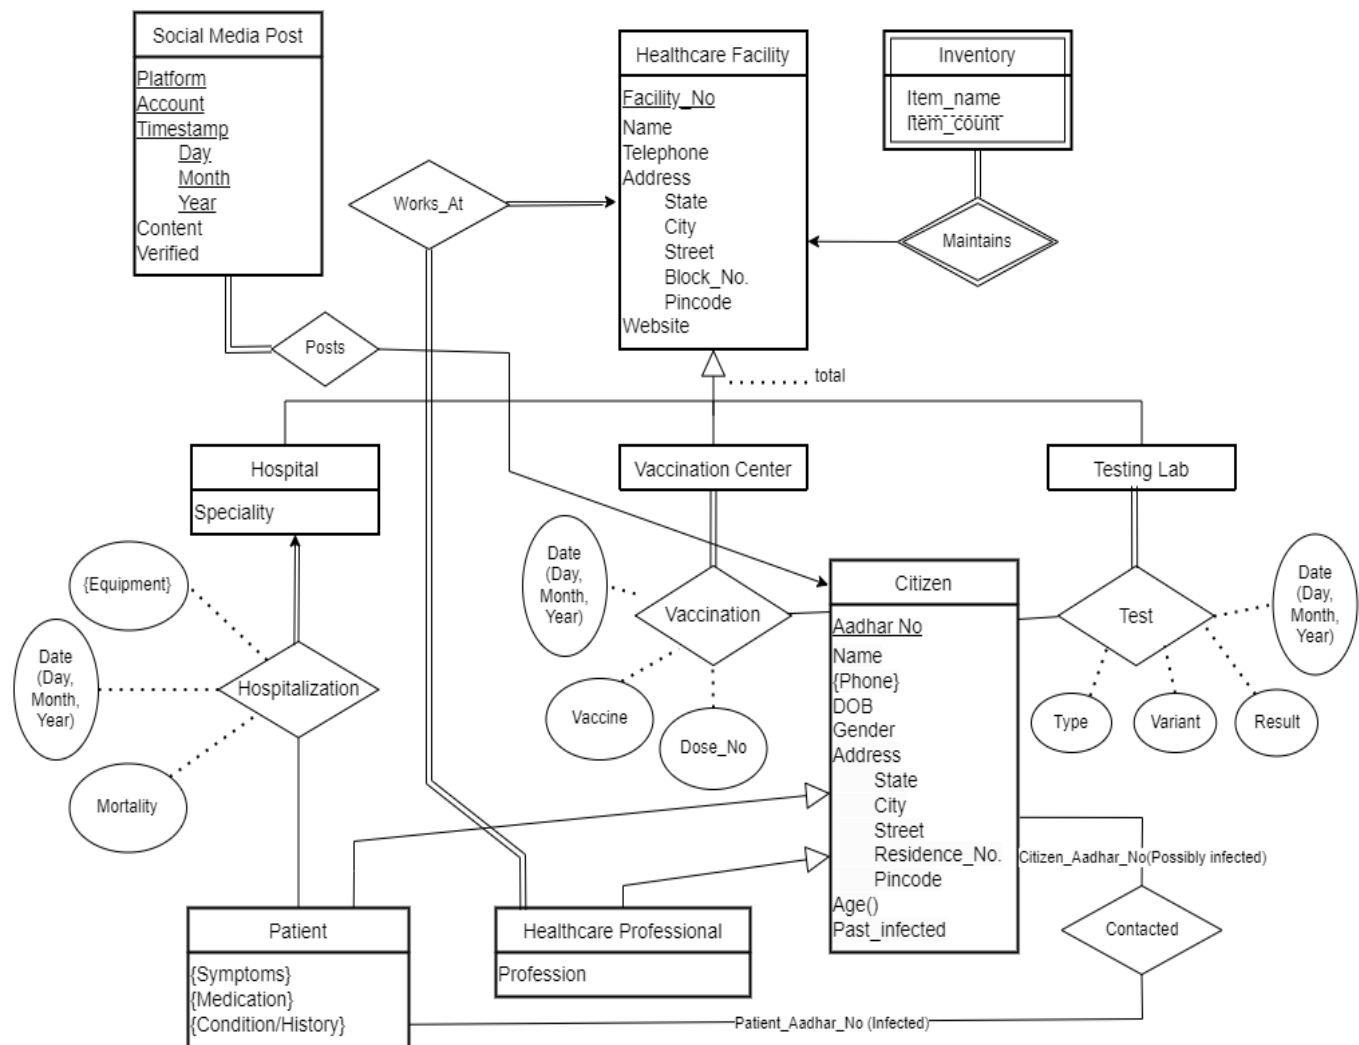 Social Media Post
Platform
Account
Timestamp
Day
Month
Year
Content
Verified
Healthcare Facility
Facility_No
Name
Telephone
Address
State
City
Street
Block_No.
Pincode
Website
Inventory
Item_name
Item_count
Works_At
Maintains
Posts
total
Hospital
Speciality
Vaccination Center
Testing Lab
{Equipment}
Date
(Day,
Month,
Year)
Hospitalization
Mortality
Date
(Day,
Month,
Year)
Vaccination
Vaccine
Dose_No
Citizen
Aadhar No
Name
{Phone}
DOB
Gender
Address
State
City
Street
Residence_No.
Pincode
Age()
Past_infected
Test
Date
(Day,
Month,
Year)
Type
Variant
Result
Citizen_Aadhar_No(Possibly infected)
Contacted
Patient
{Symptoms}
{Medication}
{Condition/History}
Healthcare Professional
Profession
Patient_Aadhar_No (Infected)